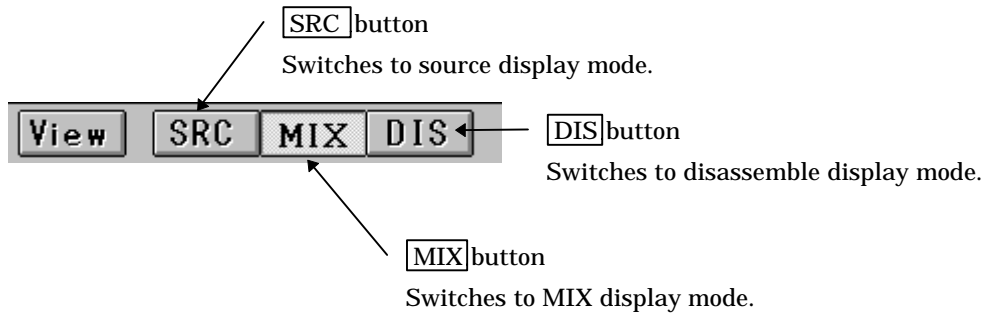 SRC button
Switches to source display mode.
View SRC MIX DIS
DIS button
Switches to disassemble display mode.
MIX button
Switches to MIX display mode.